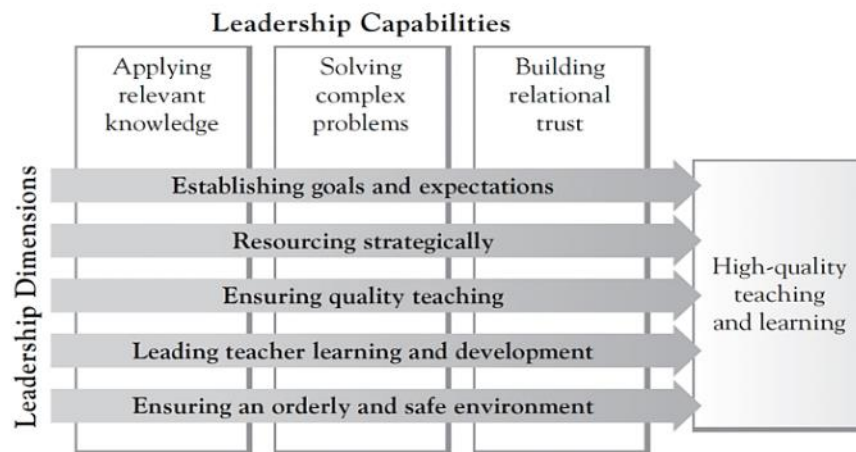 Leadership Capabilities
Applying
relevant
knowledge
Solving
complex
problems
Building
relational
trust
Leadership Dimensions
Establishing goals and expectations
Resourcing strategically
Ensuring quality teaching
Leading teacher learning and development
Ensuring an orderly and safe environment
High-quality
teaching
and learning